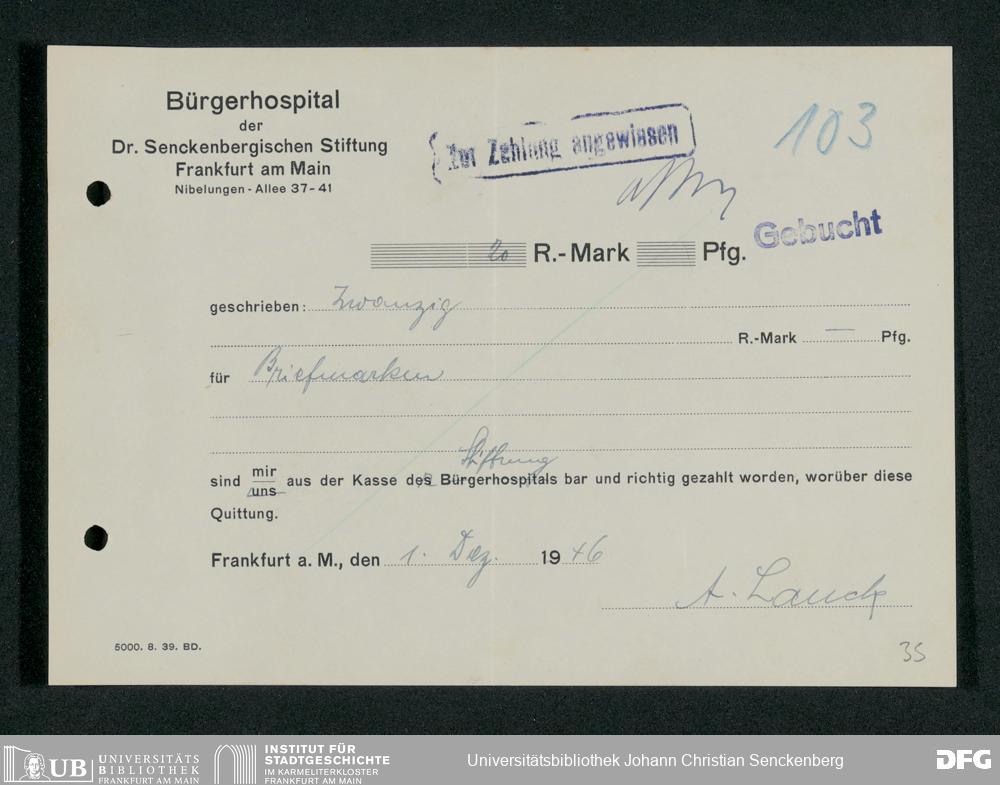 Bürgerhospital
der
Dr. Senckenbergischen Stiftung
Frankfurt am Main
Nibelungen-Allee 37-41
Zur Zahlung angewiesen
103
Gebucht
20 R.-Mark Pfg.
geschrieben: Zwanzig
R.-Mark — Pfg.
für Briefmarken
Stiftung
mir
sind uns aus der Kasse des Bürgerhospitals bar und richtig gezahlt worden, worüber diese
Quittung.
Frankfurt a. M., den 1. Dez. 1946
A. Lauck
5000. 8. 39. BD.
35
UB UNIVERSITÄTS
BIBLIOTHEK
FRANKFURT AM MAIN
INSTITUT FÜR
STADTGESCHICHTE
IM KARMELITERKLOSTER
FRANKFURT AM MAIN
Universitätsbibliothek Johann Christian Senckenberg
DFG